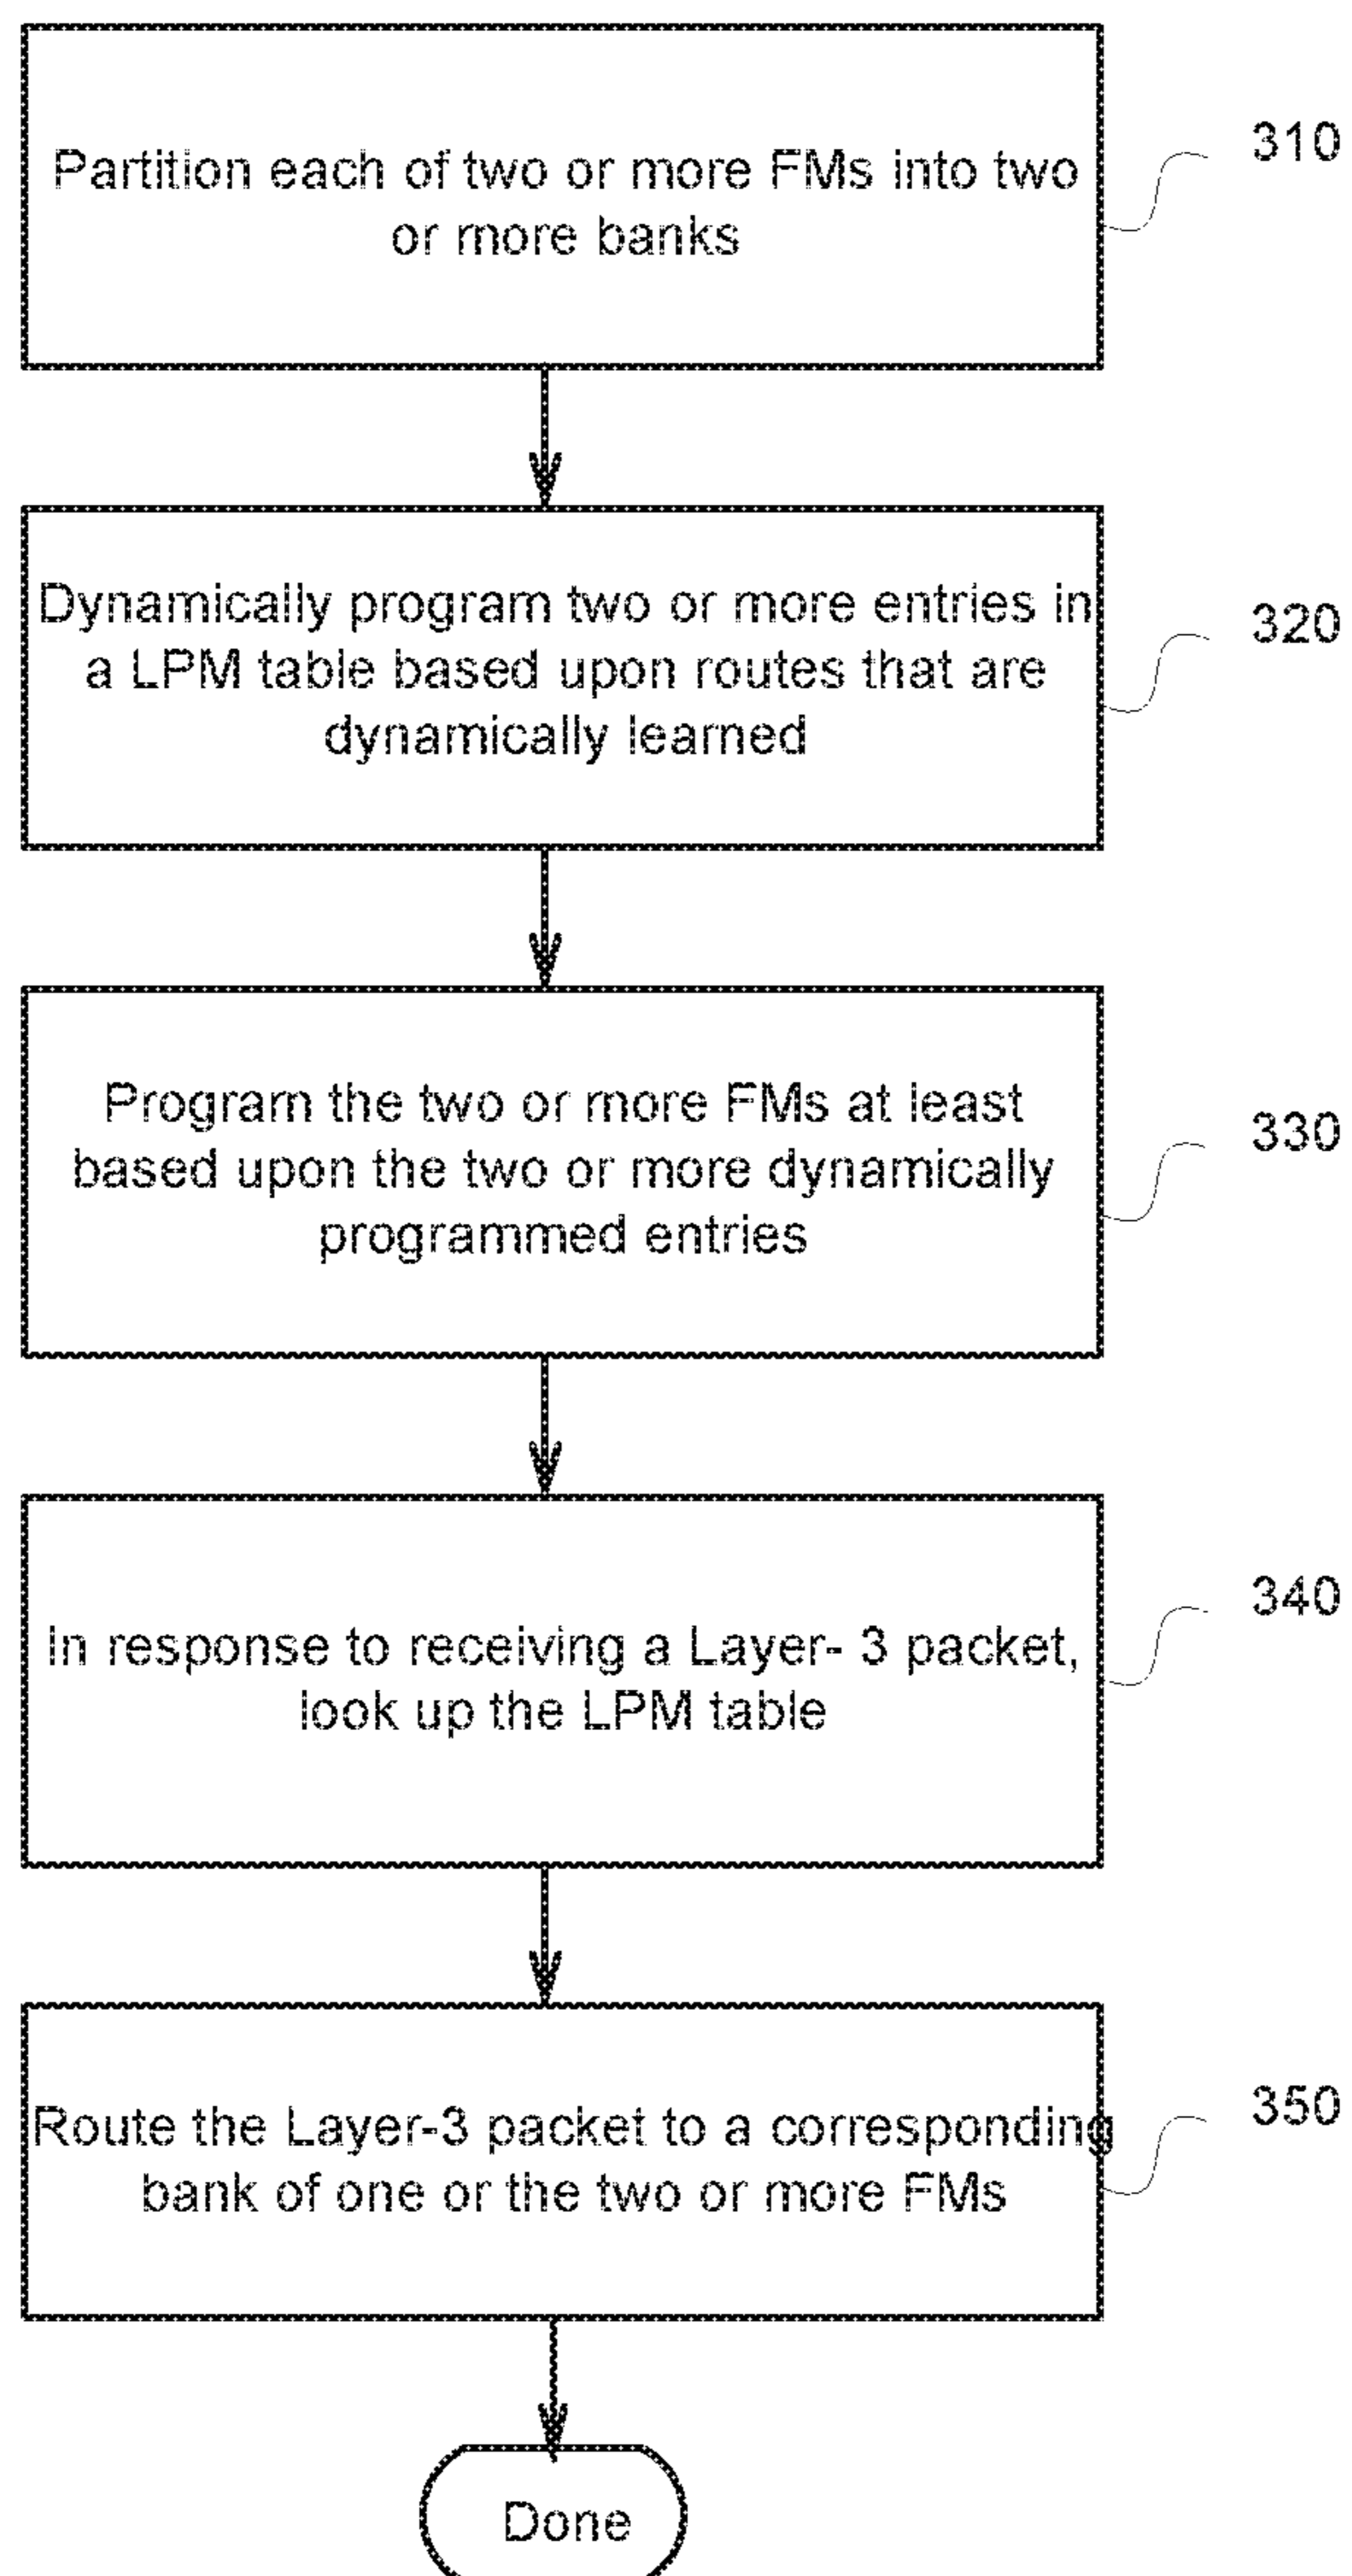 Partition each of two or more FMs into two
or more banks
310
Dynamically program two or more entries in
a LPM table based upon routes that are
dynamically learned
320
Program the two or more FMs at least
based upon the two or more dynamically
programmed entries
330
In response to receiving a Layer- 3 packet,
look up the LPM table
340
Route the Layer-3 packet to a corresponding
bank of one or the two or more FMs
350
Done